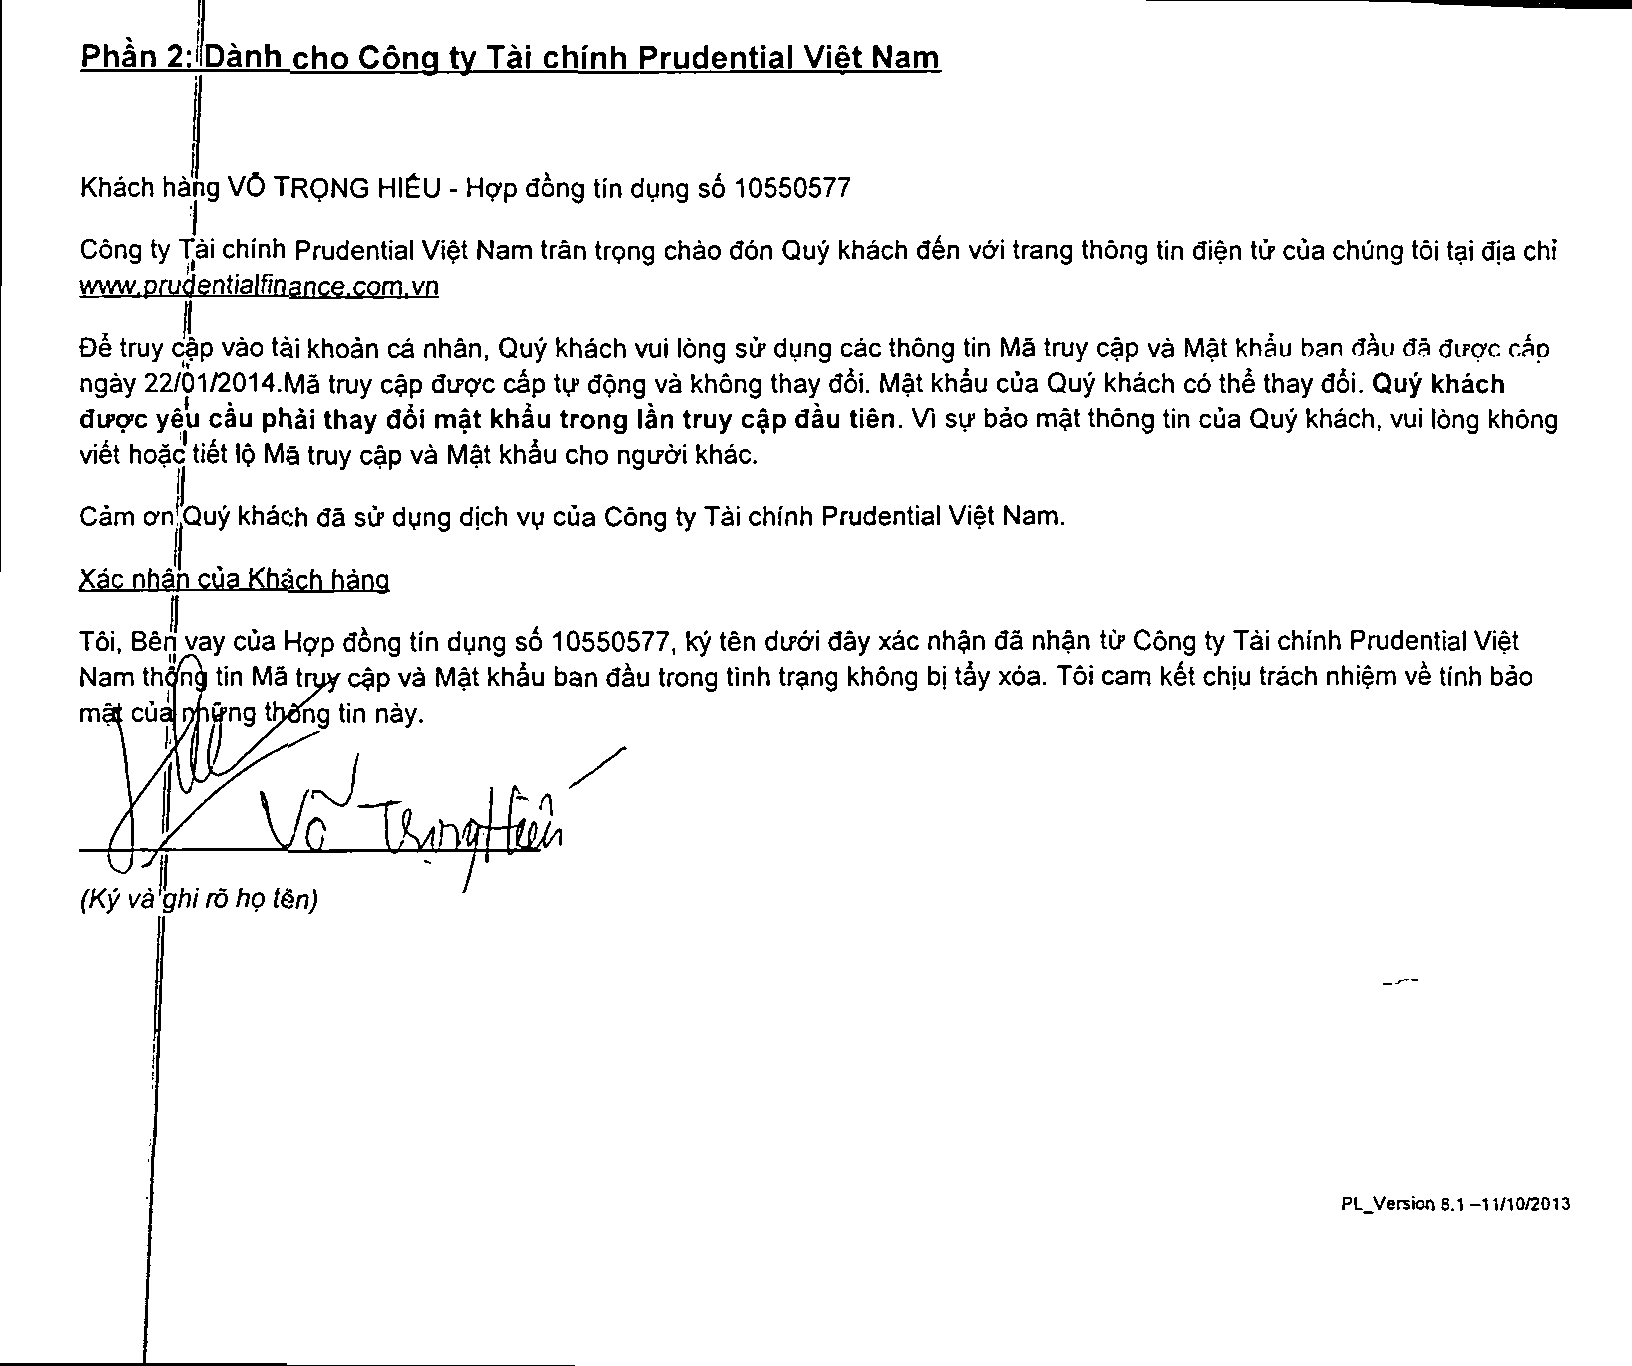 Phần 2: Dành cho Công ty Tài chính Prudential Việt Nam
Khách hàng VÕ TRỌNG HIẾU - Hợp đồng tín dụng số 10550577
Công ty Tài chính Prudential Việt Nam trân trọng chào đón Quý khách đến với trang thông tin điện tử của chúng tôi tại địa chỉ
www.prudentialfinance.com.vn
Để truy cập vào tài khoản cá nhân, Quý khách vui lòng sử dụng các thông tin Mã truy cập và Mật khẩu ban đầu đã được cấp
ngày 22/01/2014.Mã truy cập được cấp tự động và không thay đổi. Mật khẩu của Quý khách có thể thay đổi. Quý khách
được yêu cầu phải thay đổi mật khẩu trong lần truy cập đầu tiên. Vì sự bảo mật thông tin của Quý khách, vui lòng không
viết hoặc tiết lộ Mã truy cập và Mật khẩu cho người khác.
Cảm ơn Quý khách đã sử dụng dịch vụ của Công ty Tài chính Prudential Việt Nam.
Xác nhận của Khách hàng
Tôi, Bên vay của Hợp đồng tín dụng số 10550577, ký tên dưới đây xác nhận đã nhận từ Công ty Tài chính Prudential Việt
Nam thông tin Mã truy cập và Mật khẩu ban đầu trong tình trạng không bị tẩy xóa. Tôi cam kết chịu trách nhiệm về tính bảo
mật của những thông tin này.
Võ Trọng Hiếu
(Ký và ghi rõ họ tên)
PL_Version 8.1 –11/10/2013